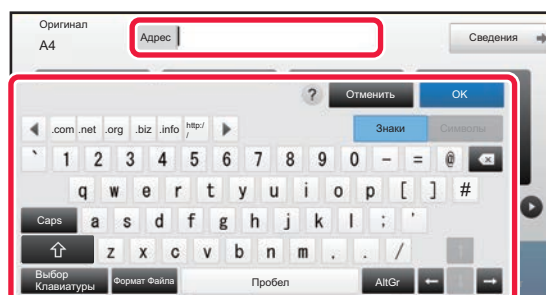 Оригинал
A4
Адрес
Сведения
? Отменить OK
.com .net .org .biz .info http:/
/
Знаки Символы
` 1 2 3 4 5 6 7 8 9 0 - = @
q w e r t y u i o p [ ] #
Caps a s d f g h j k l ; '
z x c v b n m . . /
Выбор
Клавиатуры
Формат Файла Пробел AltGr